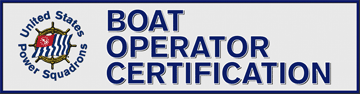 United States
Power Squadrons
BOAT
OPERATOR
CERTIFICATION